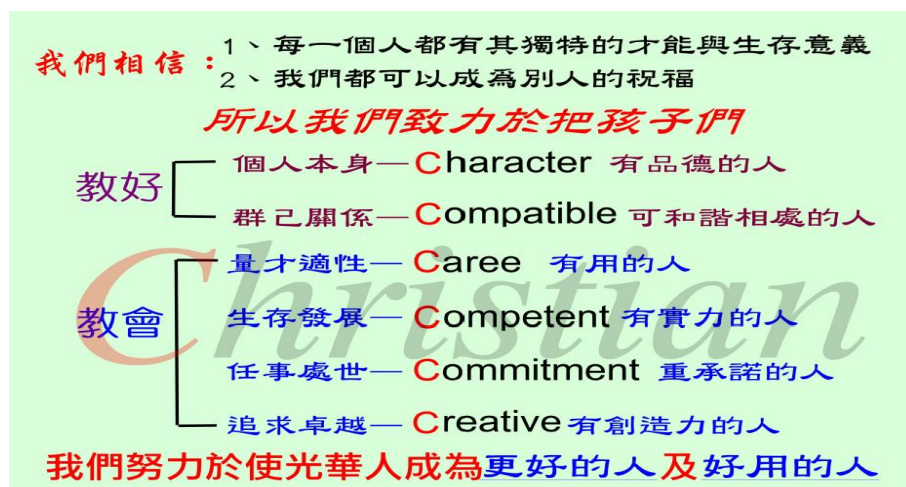 我們相信：1、每一個人都有其獨特的才能與生存意義
2、我們都可以成為別人的祝福
所以我們致力於把孩子們
教好
個人本身—Character 有品德的人
群己關係—Compatible 可和諧相處的人
Christian
教會
量才適性—Caree 有用的人
生存發展—Competent 有實力的人
任事處世—Commitment 重承諾的人
追求卓越—Creative 有創造力的人
我們努力於使光華人成為更好的人及好用的人